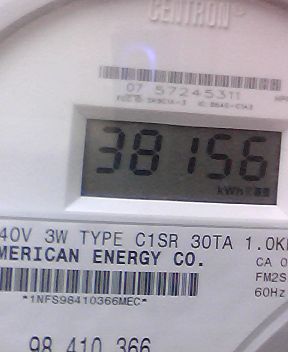 CENTRON
07 57245311
38156
kWh
40V 3W TYPE C1SR 30TA 1.0K
MERICAN ENERGY CO.
CA 0
FM2S
60Hz
*1NFS98410366MEC*
98 410 366